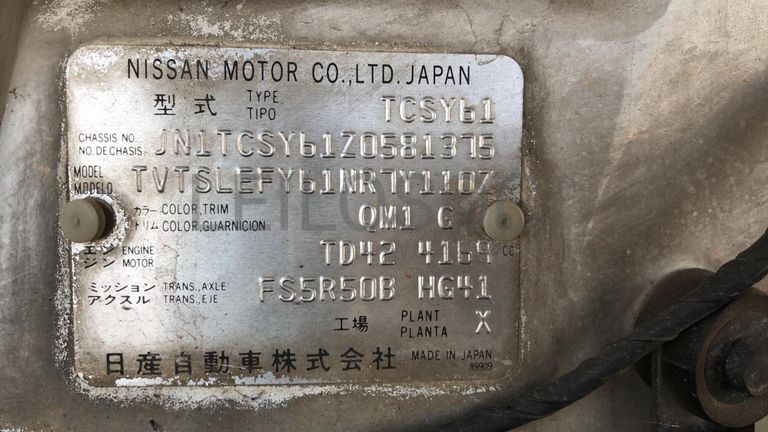 NISSAN MOTOR CO.,LTD. JAPAN
型式 TYPE TIPO TCSY61
CHASSIS NO. NO. DE CHASIS JN1TCSY61Z0581375
MODEL MODELO TVTSLEFY61NR7Y110Z
カラー トリム COLOR,TRIM COLOR,GUARNICION QM1 G
エンジン ENGINE MOTOR TD42 4169 CC
ミッション アクスル TRANS.,AXLE TRANS.,EJE FS5R50B HG41
工場 PLANT PLANTA X
日産自動車株式会社 MADE IN JAPAN
89909